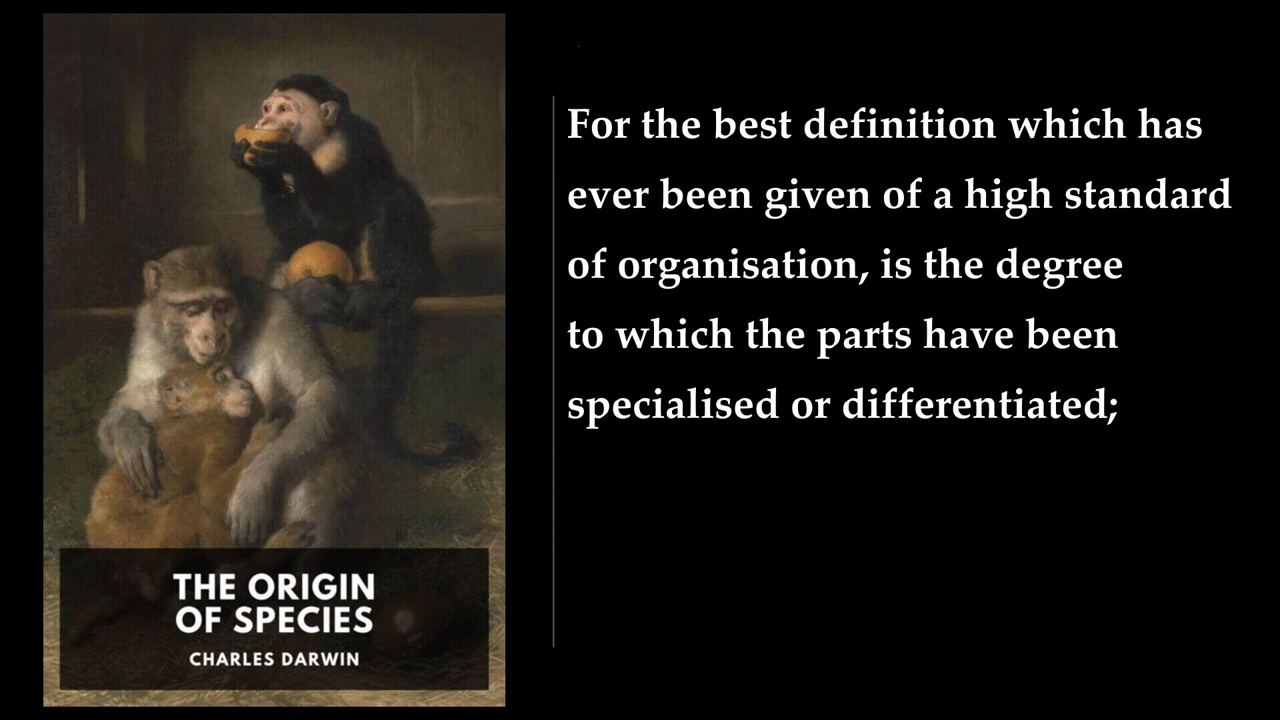 THE ORIGIN
OF SPECIES
CHARLES DARWIN
For the best definition which has
ever been given of a high standard
of organisation, is the degree
to which the parts have been
specialised or differentiated;